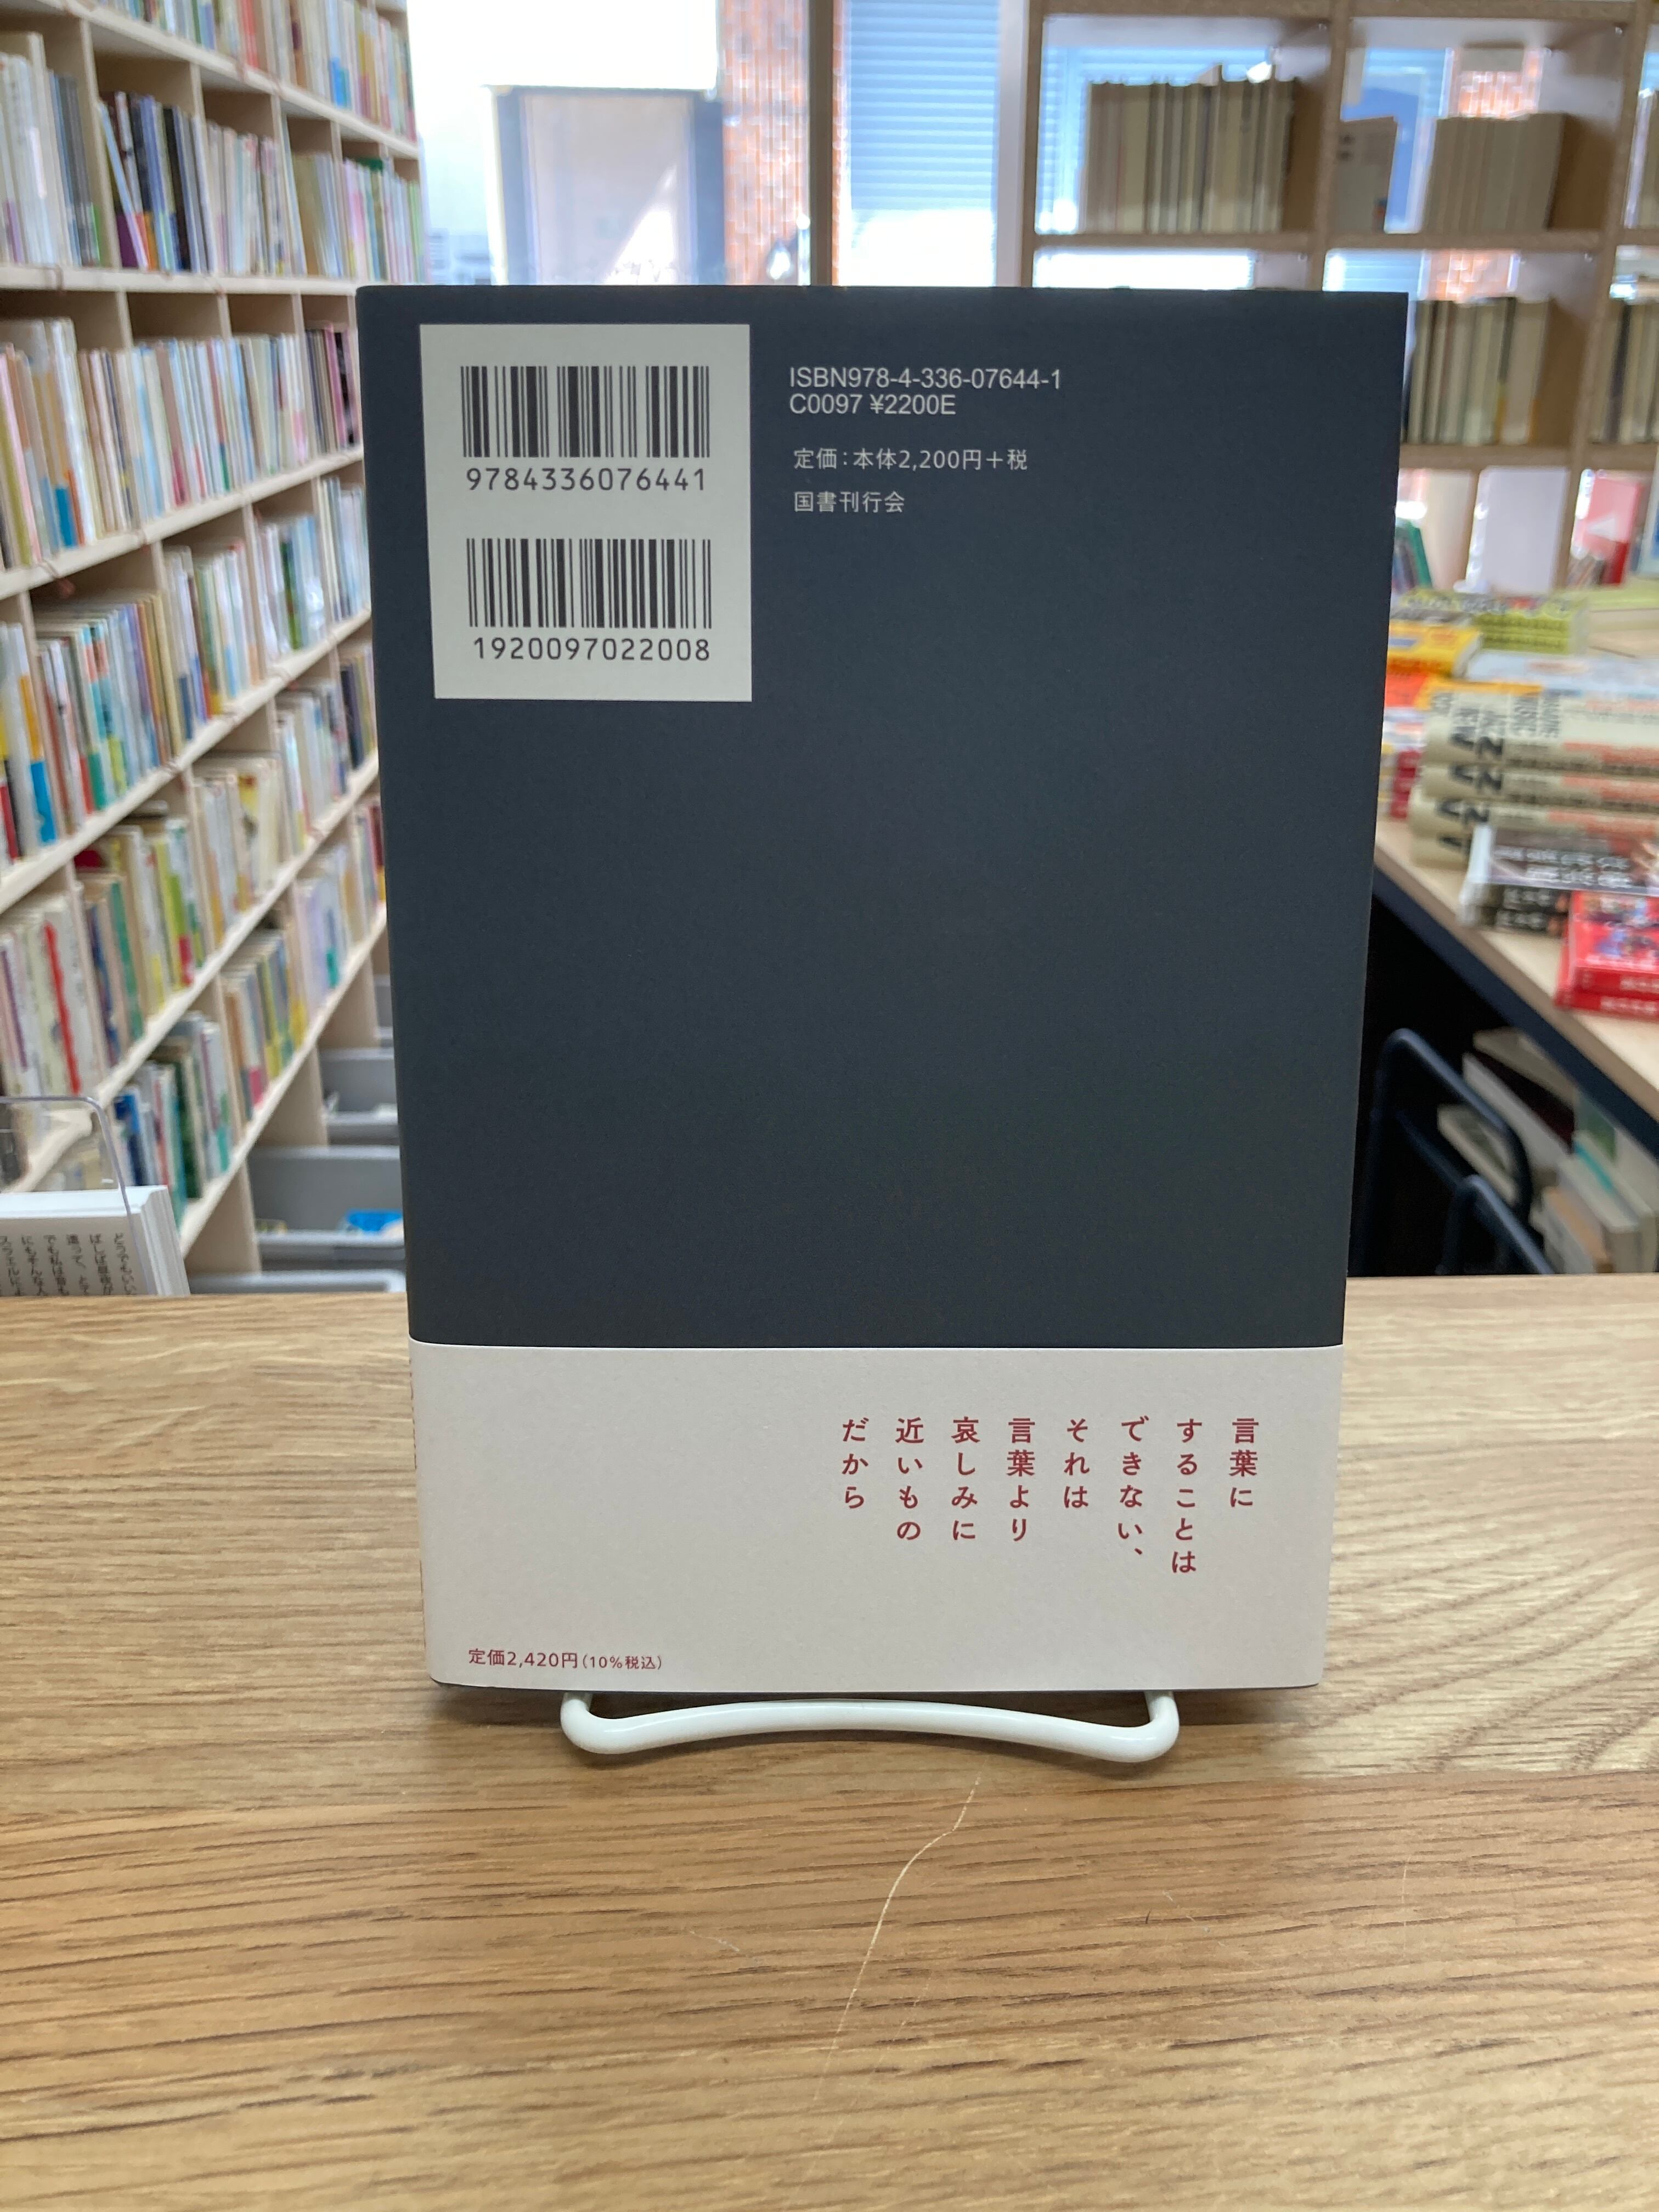 9784336076441
1920097022008
ISBN978-4-336-07644-1
C0097 ¥2200E
定価：本体2,200円＋税
国書刊行会
言葉に
することは
できない、
それは
言葉より
哀しみに
近いもの
だから
定価2,420円（10％税込）